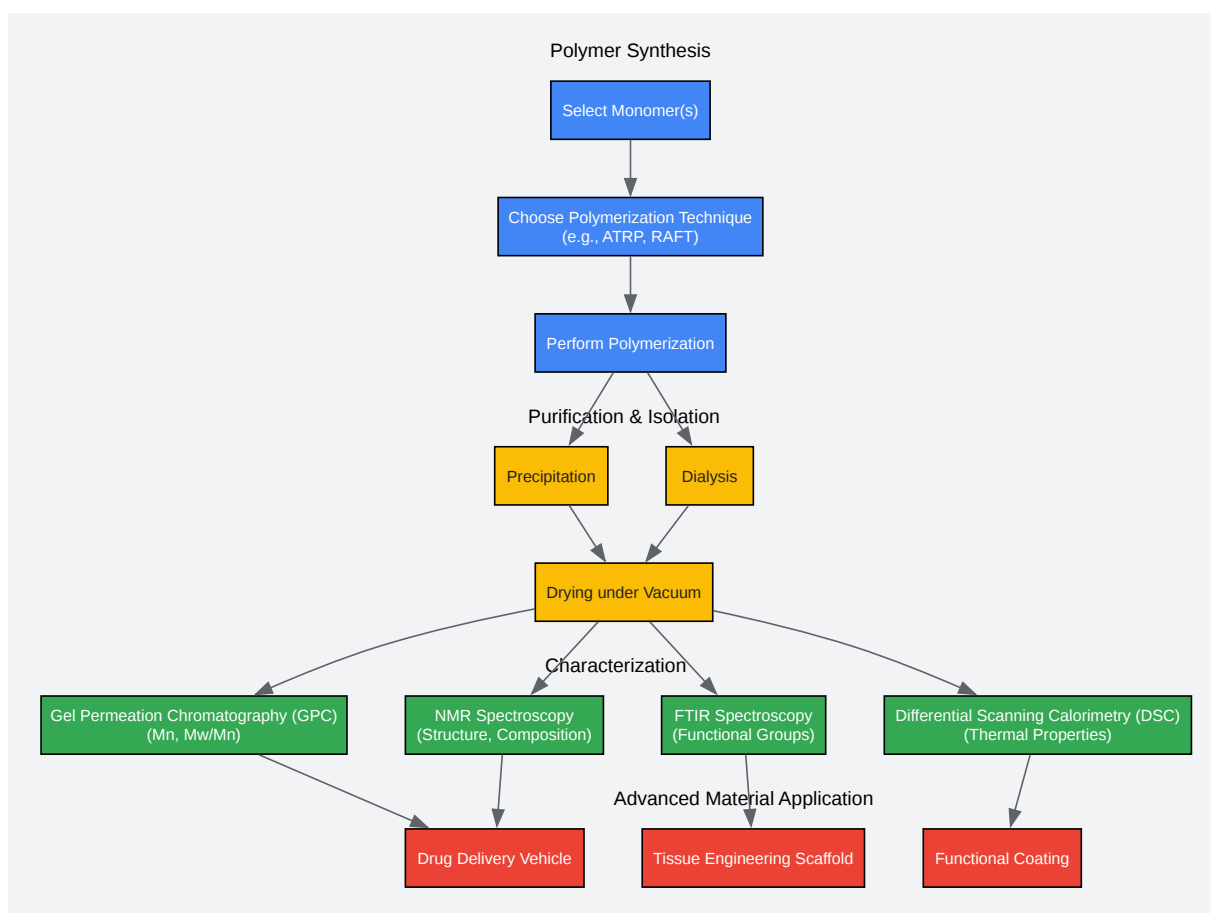 Polymer Synthesis
Select Monomer(s)
Choose Polymerization Technique
(e.g., ATRP, RAFT)
Perform Polymerization
Purification & Isolation
Precipitation
Dialysis
Drying under Vacuum
Characterization
Gel Permeation Chromatography (GPC)
(Mn, Mw/Mn)
NMR Spectroscopy
(Structure, Composition)
FTIR Spectroscopy
(Functional Groups)
Differential Scanning Calorimetry (DSC)
(Thermal Properties)
Advanced Material Application
Drug Delivery Vehicle
Tissue Engineering Scaffold
Functional Coating